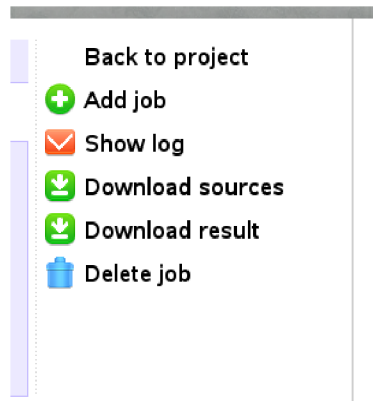 Back to project
Add job
Show log
Download sources
Download result
Delete job